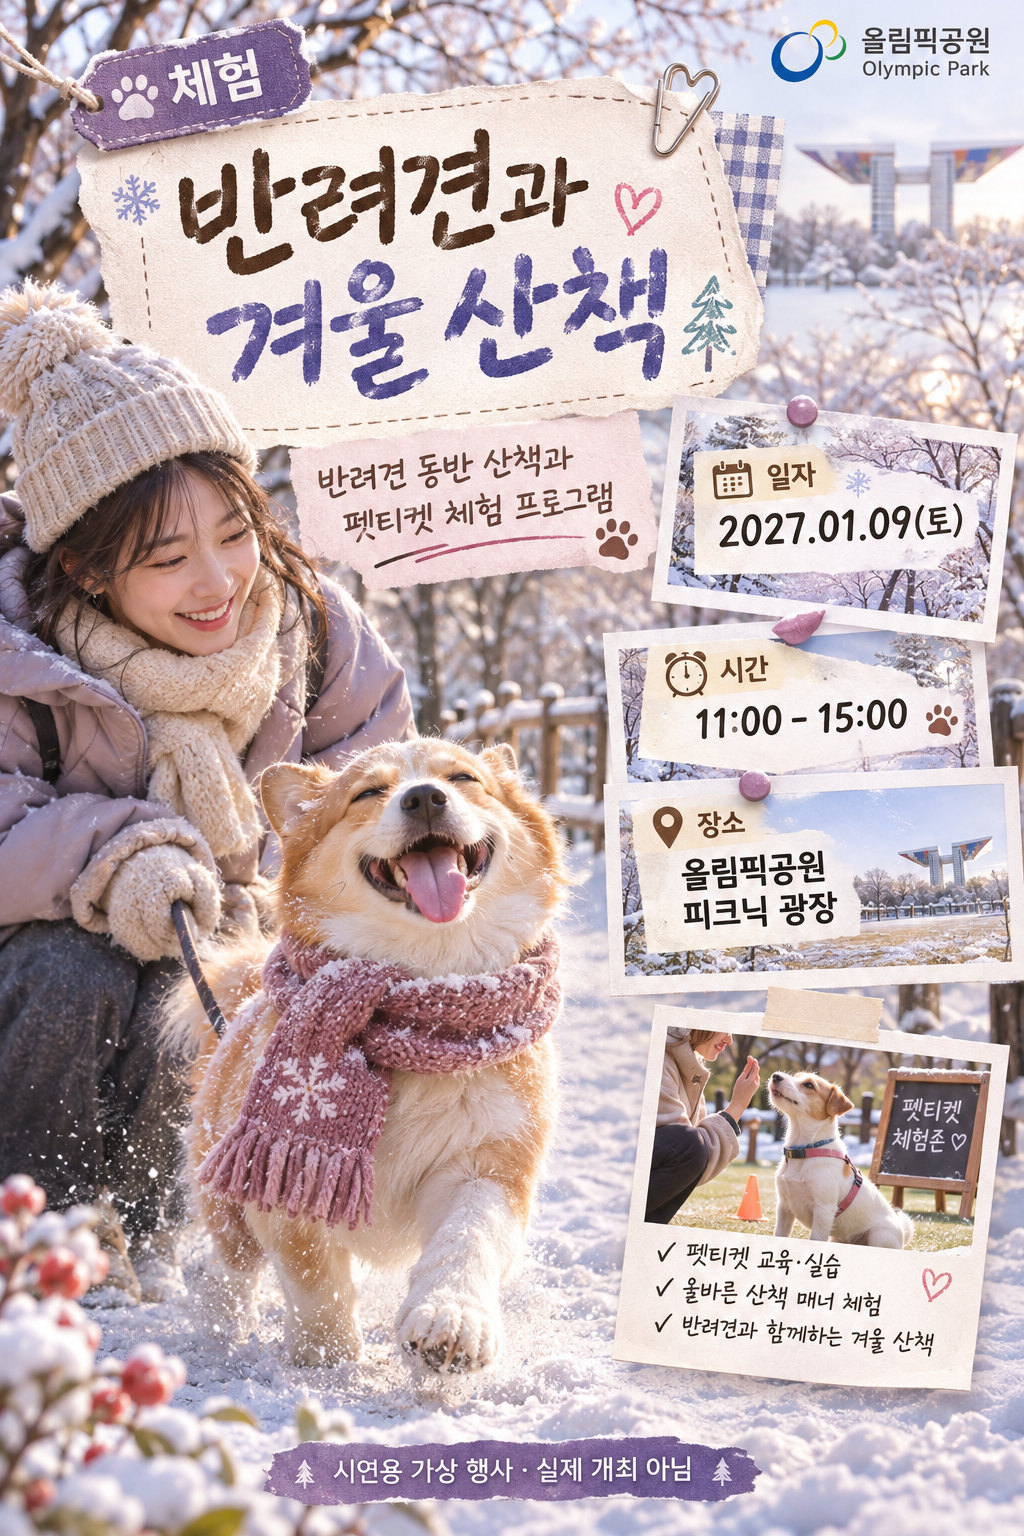 올림픽공원
Olympic Park
체험
반려견과
겨울 산책
반려견 동반 산책과
펫티켓 체험 프로그램
일자
2027.01.09(토)
시간
11:00 – 15:00
장소
올림픽공원
피크닉 광장
펫티켓
체험존♡
✓ 펫티켓 교육·실습
✓ 올바른 산책 매너 체험
✓ 반려견과 함께하는 겨울 산책
시연용 가상 행사 · 실제 개최 아님